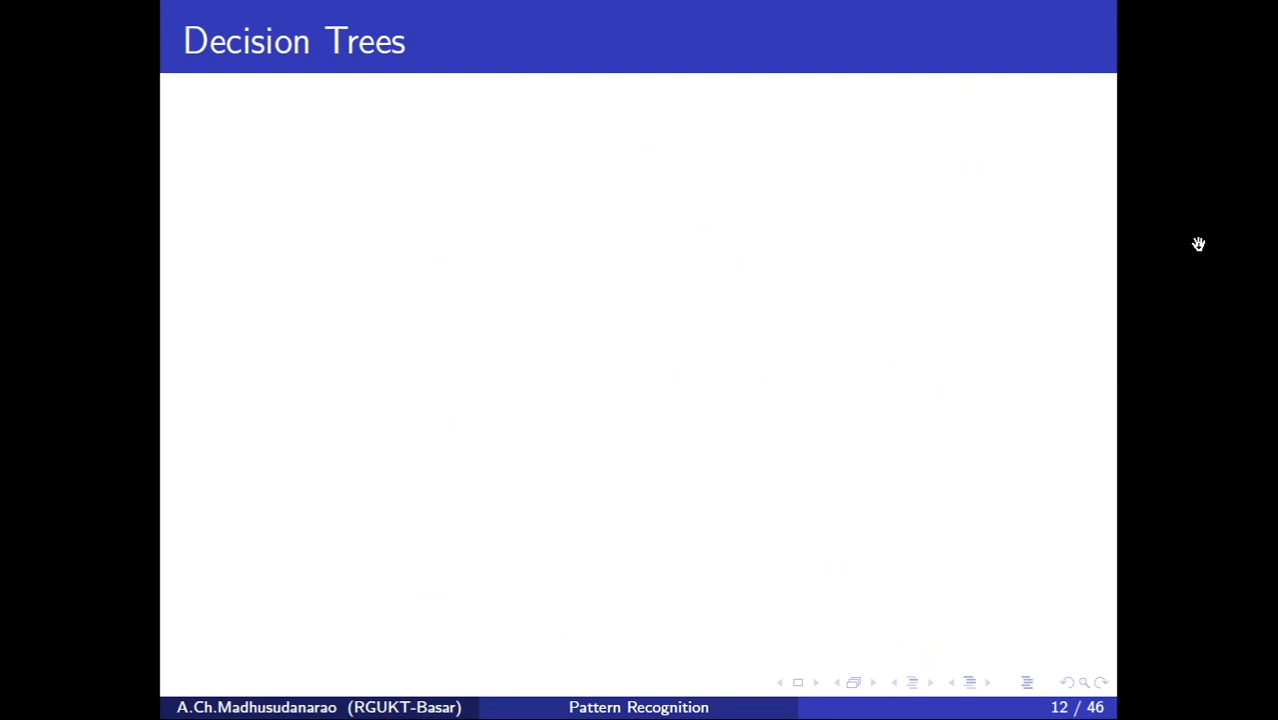 Decision Trees
A.Ch.Madhusudanarao (RGUKT-Basar) Pattern Recognition 12 / 46